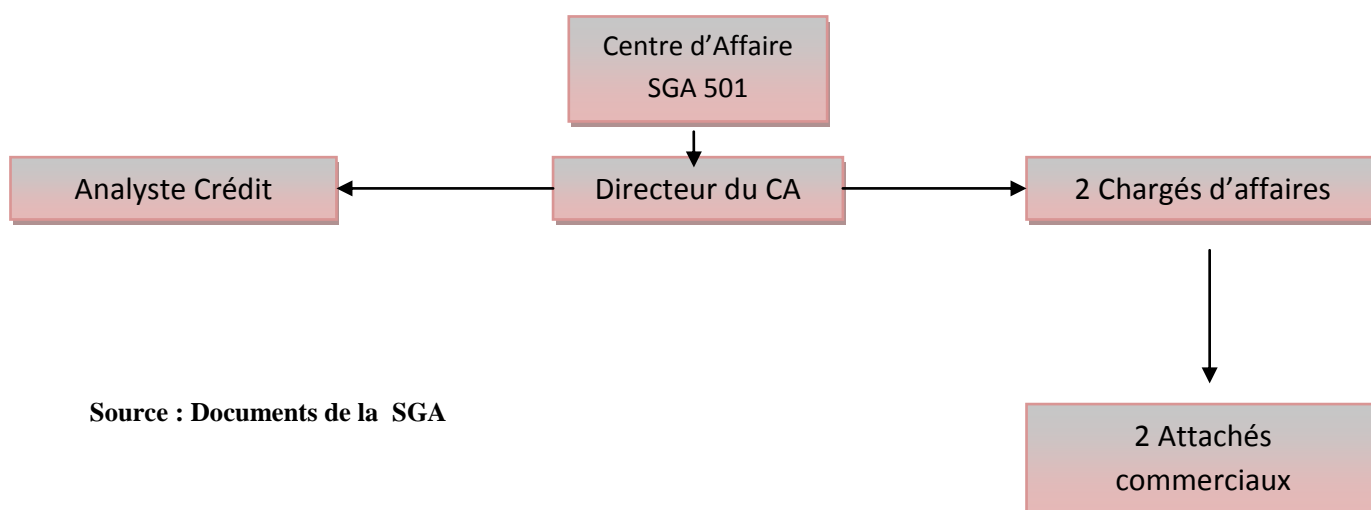 Centre d’Affaire
SGA 501
Analyste Crédit
Directeur du CA
2 Chargés d’affaires
Source : Documents de la  SGA
2 Attachés
commerciaux